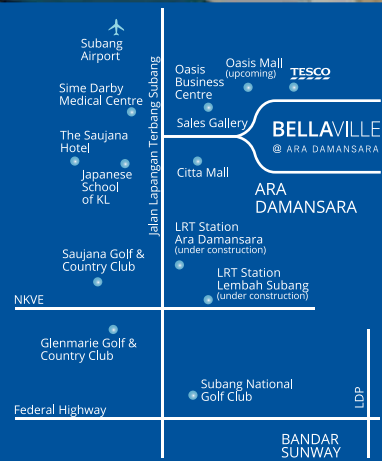 Subang
Airport
Sime Darby
Medical Centre
The Saujana
Hotel
Japanese
School
of KL
Saujana Golf &
Country Club
NKVE
Glenmarie Golf &
Country Club
Federal Highway
Jalan Lapangan Terbang Subang
Oasis
Business
Centre
Oasis Mall
(upcoming)
TESCO
Sales Gallery
BELLAVILLE
@ ARA DAMANSARA
Citta Mall
ARA
DAMANSARA
LRT Station
Ara Damansara
(under construction)
LRT Station
Lembah Subang
(under construction)
Subang National
Golf Club
LDP
BANDAR
SUNWAY